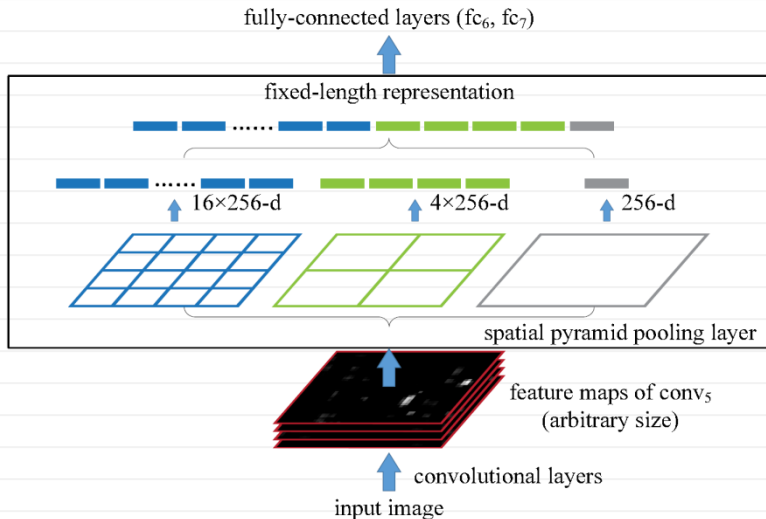 fully-connected layers (fc₆, fc₇)
fixed-length representation
......
...... 16×256-d 4×256-d 256-d
spatial pyramid pooling layer
feature maps of conv₅
(arbitrary size)
convolutional layers
input image